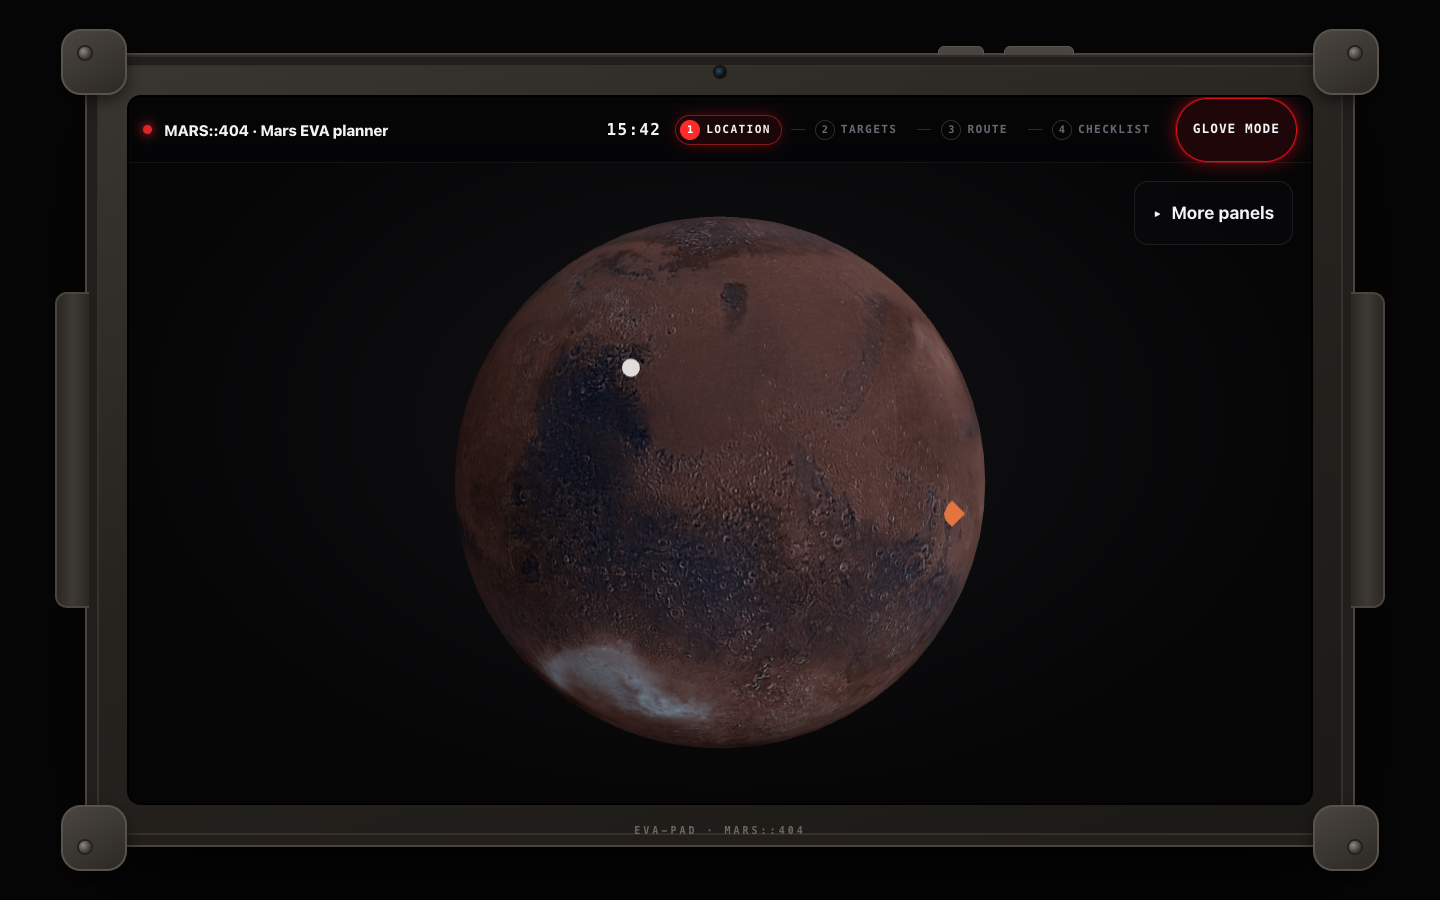 MARS::404 · Mars EVA planner
15:42
1 LOCATION
2 TARGETS
3 ROUTE
4 CHECKLIST
GLOVE MODE
▸ More panels
EVA-PAD · MARS::404